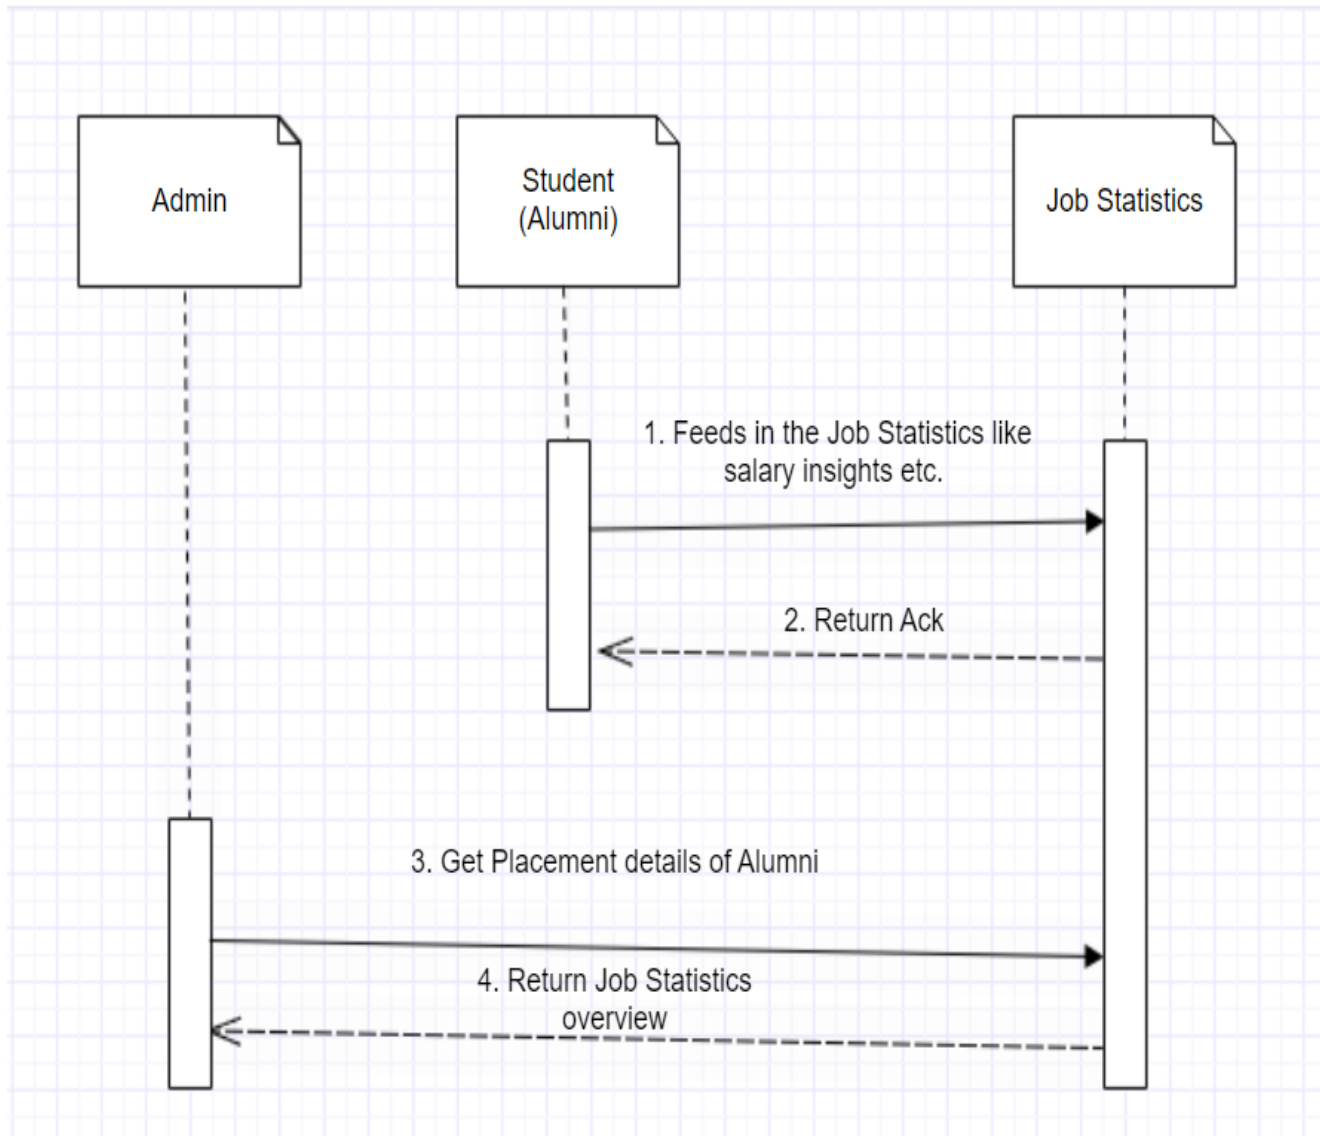 Admin
Student
(Alumni)
Job Statistics
1. Feeds in the Job Statistics like
salary insights etc.
2. Return Ack
3. Get Placement details of Alumni
4. Return Job Statistics
overview